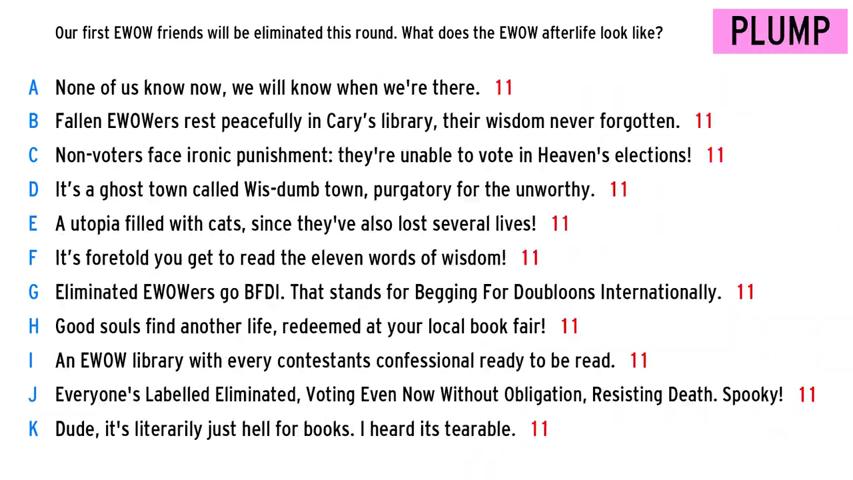 Our first EWOW friends will be eliminated this round. What does the EWOW afterlife look like?
PLUMP
A None of us know now, we will know when we're there. 11
B Fallen EWOWers rest peacefully in Cary's library, their wisdom never forgotten. 11
C Non-voters face ironic punishment: they're unable to vote in Heaven's elections! 11
D It's a ghost town called Wis-dumb town, purgatory for the unworthy. 11
E A utopia filled with cats, since they've also lost several lives! 11
F It's foretold you get to read the eleven words of wisdom! 11
G Eliminated EWOWers go BFDI. That stands for Begging For Doubloons Internationally. 11
H Good souls find another life, redeemed at your local book fair! 11
I An EWOW library with every contestants confessional ready to be read. 11
J Everyone's Labelled Eliminated, Voting Even Now Without Obligation, Resisting Death. Spooky! 11
K Dude, it's literarily just hell for books. I heard its tearable. 11